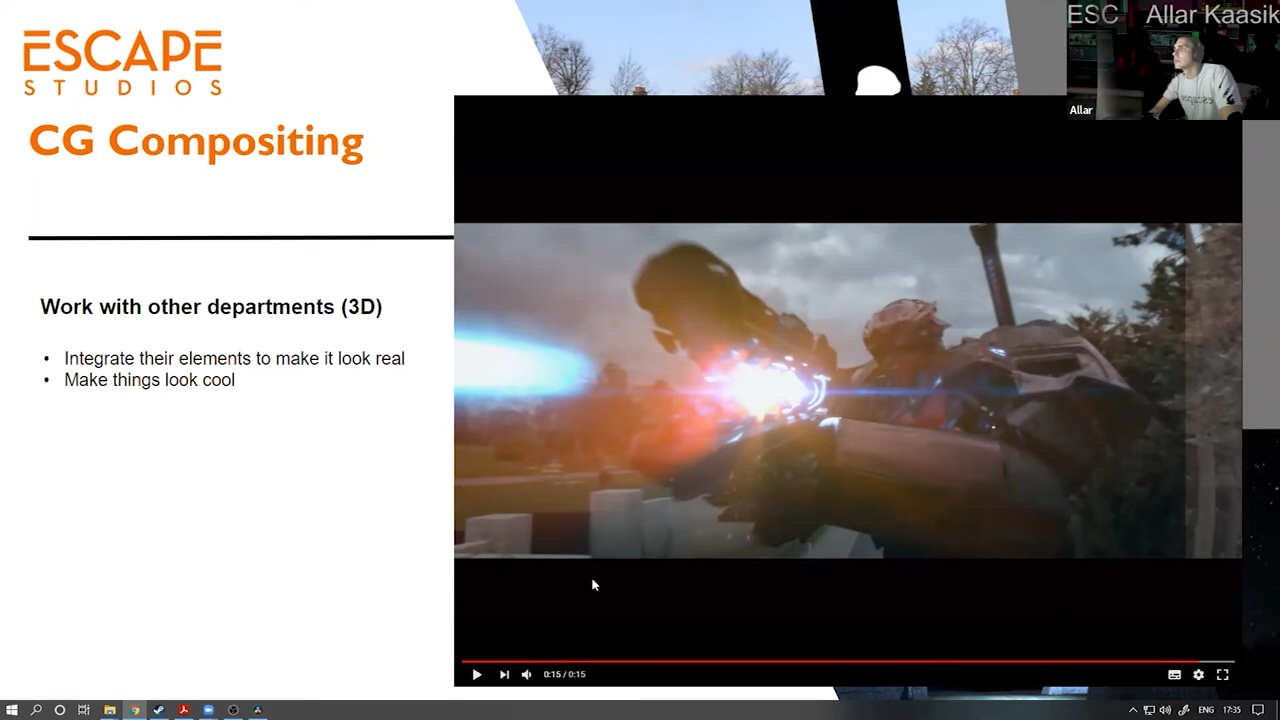 ESCAPE
STUDIOS
CG Compositing
ESC Allar Kaasik
Allar
Work with other departments (3D)
• Integrate their elements to make it look real
• Make things look cool
0:15 / 0:15
ENG 17:35